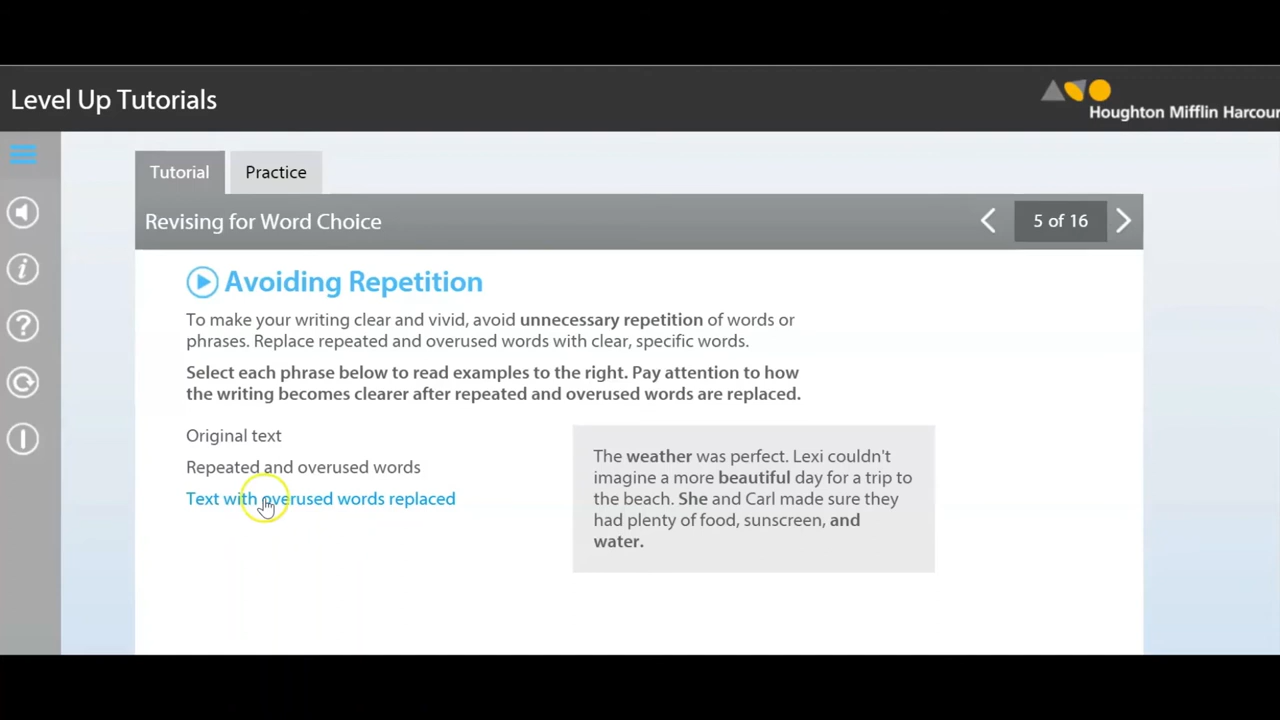 Level Up Tutorials
Houghton Mifflin Harcour
Tutorial
Practice
Revising for Word Choice
5 of 16
Avoiding Repetition
To make your writing clear and vivid, avoid unnecessary repetition of words or
phrases. Replace repeated and overused words with clear, specific words.
Select each phrase below to read examples to the right. Pay attention to how
the writing becomes clearer after repeated and overused words are replaced.
Original text
Repeated and overused words
Text with overused words replaced
The weather was perfect. Lexi couldn't
imagine a more beautiful day for a trip to
the beach. She and Carl made sure they
had plenty of food, sunscreen, and
water.